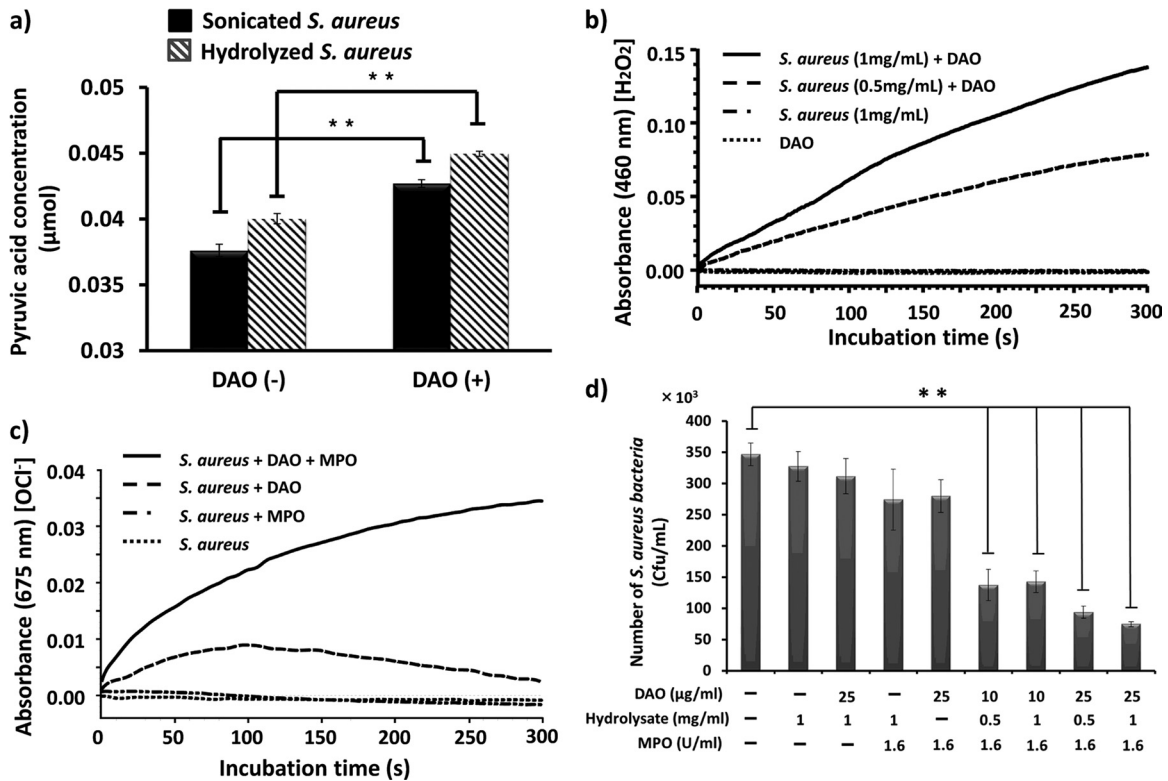 a)
Sonicated S. aureus
Hydrolyzed S. aureus
Pyruvic acid concentration
(μmol)
0.05
0.045
0.04
0.035
0.03
* *
* *
DAO (-)
DAO (+)
b)
Absorbance (460 nm) [H₂O₂]
0.15
0.10
0.05
0.00
S. aureus (1mg/mL) + DAO
S. aureus (0.5mg/mL) + DAO
S. aureus (1mg/mL)
DAO
0 50 100 150 200 250 300
Incubation time (s)
c)
Absorbance (675 nm) [OCl⁻]
0.04
0.03
0.02
0.01
0.00
S. aureus + DAO + MPO
S. aureus + DAO
S. aureus + MPO
S. aureus
0 50 100 150 200 250 300
Incubation time (s)
d)
× 10³
* *
Number of S. aureus bacteria
(Cfu/mL)
400
350
300
250
200
150
100
50
0
DAO (μg/ml) – – 25 – 25 10 10 25 25
Hydrolysate (mg/ml) – 1 1 1 – 0.5 1 0.5 1
MPO (U/ml) – – – 1.6 1.6 1.6 1.6 1.6 1.6